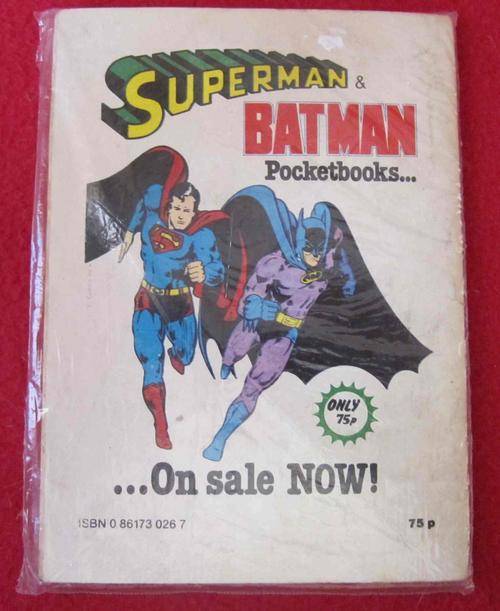 SUPERMAN &
BATMAN
Pocketbooks...
ONLY
75p
...On sale NOW!
ISBN 0 86173 026 7
75 p